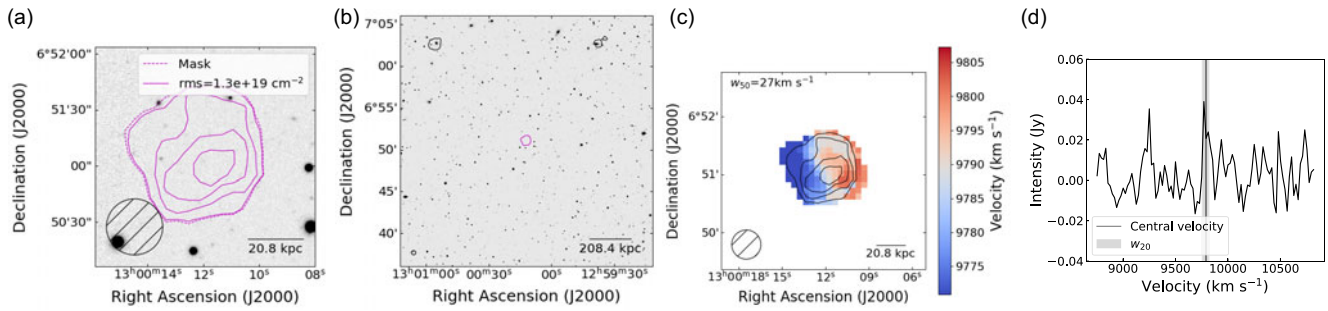 (a)
6°52'00"
51'30"
00"
50'30"
Declination (J2000)
Mask
rms=1.3e+19 cm⁻²
20.8 kpc
13ʰ00ᵐ14ˢ
12ˢ
10ˢ
08ˢ
Right Ascension (J2000)
(b)
7°05'
00'
6°55'
50'
45'
40'
Declination (J2000)
208.4 kpc
13ʰ01ᵐ00ˢ
00ᵐ30ˢ
00ˢ
12ʰ59ᵐ30ˢ
Right Ascension (J2000)
(c)
w₅₀=27km s⁻¹
6°52'
51'
50'
Declination (J2000)
20.8 kpc
13ʰ00ᵐ18ˢ
15ˢ
12ˢ
09ˢ
06ˢ
Right Ascension (J2000)
9805
9800
9795
9790
9785
9780
9775
Velocity (km s⁻¹)
(d)
0.06
0.04
0.02
0.00
−0.02
−0.04
Intensity (Jy)
Central velocity
w₂₀
9000
9500
10000
10500
Velocity (km s⁻¹)